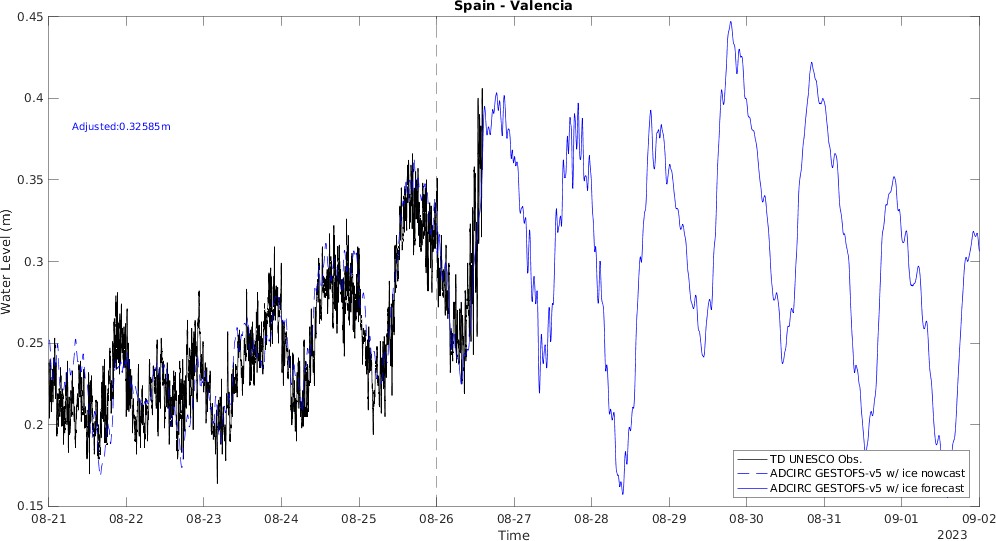 Spain - Valencia
0.45
0.4
0.35
0.3
0.25
0.2
0.15
Water Level (m)
Adjusted:0.32585m
TD UNESCO Obs.
ADCIRC GESTOFS-v5 w/ ice nowcast
ADCIRC GESTOFS-v5 w/ ice forecast
08-21 08-22 08-23 08-24 08-25 08-26 08-27 08-28 08-29 08-30 08-31 09-01 09-02
Time
2023